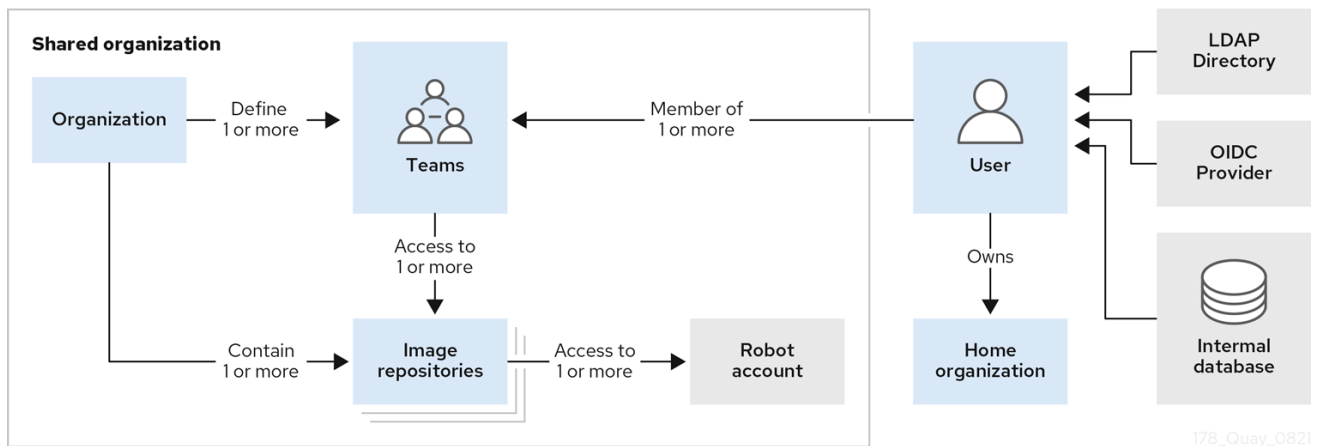 Shared organization
Organization
Define
1 or more
Teams
Member of
1 or more
User
LDAP
Directory
OIDC
Provider
Access to
1 or more
Owns
Contain
1 or more
Image
repositories
Access to
1 or more
Robot
account
Home
organization
Intermal
database
178_Quay_0821